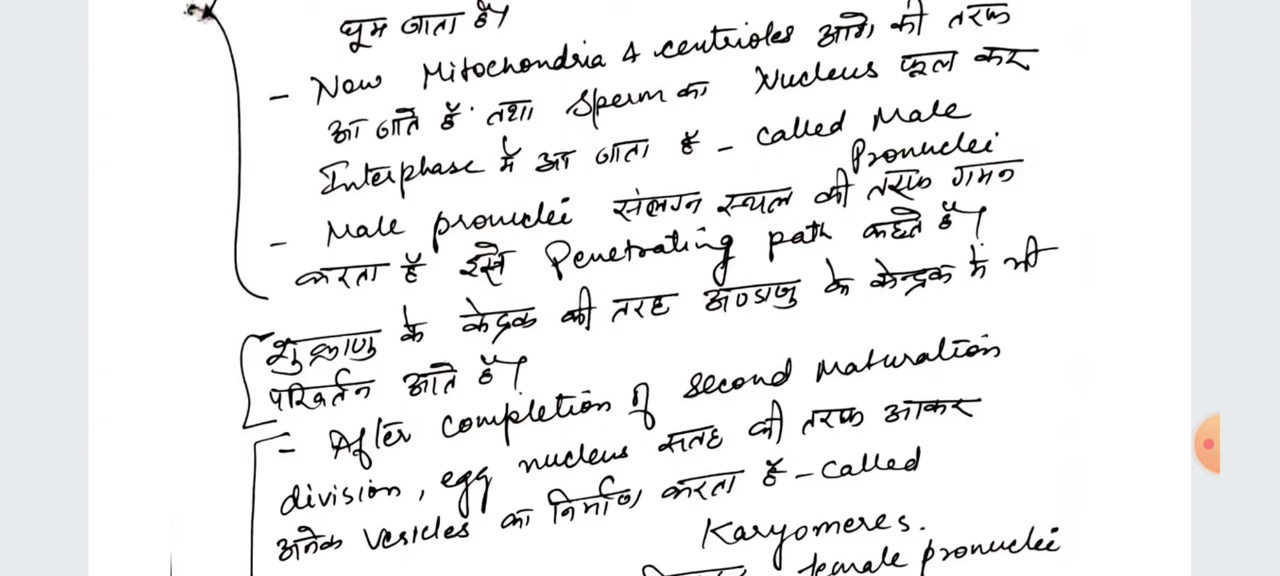 घूम जाता है।
- Now Mitochondria & centrioles आगे की तरफ
आ जाते हैं तथा Sperm का Nucleus फूल कर
Interphase में आ जाता है - called Male
Pronuclei
- Male pronuclei संलग्न स्थल की तरफ गमन
करता है इसे Penetrating path कहते हैं।
शुक्राणु के केंद्रक की तरह अण्डाणु के केन्द्रक में भी
परिवर्तन आते हैं।
- After completion of second maturation
division, egg nucleus सतह की तरफ आकर
अनेक vesicles का निर्माण करता है - called
Karyomeres.
female pronuclei